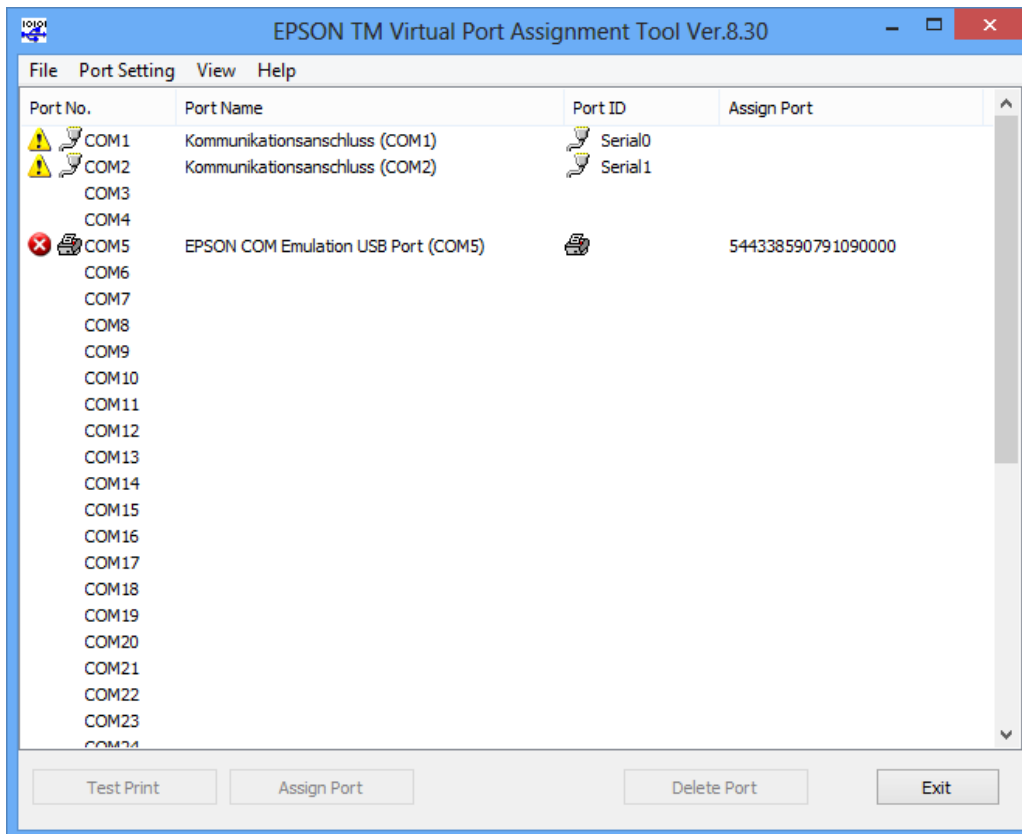 EPSON TM Virtual Port Assignment Tool Ver.8.30
File Port Setting View Help
Port No. Port Name Port ID Assign Port
COM1 Kommunikationsanschluss (COM1) Serial0
COM2 Kommunikationsanschluss (COM2) Serial1
COM3
COM4
COM5 EPSON COM Emulation USB Port (COM5) 544338590791090000
COM6
COM7
COM8
COM9
COM10
COM11
COM12
COM13
COM14
COM15
COM16
COM17
COM18
COM19
COM20
COM21
COM22
COM23
COM24
Test Print Assign Port Delete Port Exit